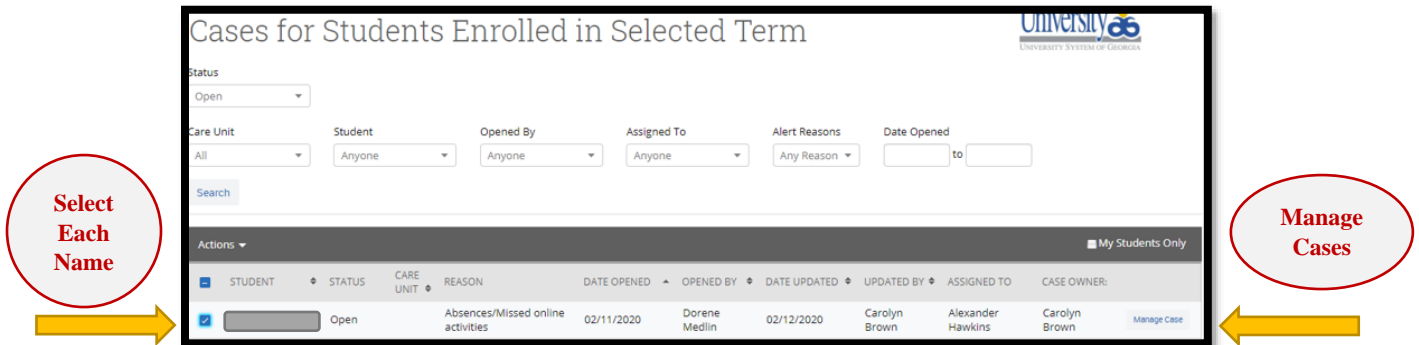 Cases for Students Enrolled in Selected Term
University
UNIVERSITY SYSTEM OF GEORGIA
Status
Open
Care Unit Student Opened By Assigned To Alert Reasons Date Opened
All Anyone Anyone Anyone Any Reason to
Search
Select
Each
Name
Manage
Cases
Actions My Students Only
STUDENT STATUS CARE UNIT REASON DATE OPENED OPENED BY DATE UPDATED UPDATED BY ASSIGNED TO CASE OWNER:
Open Absences/Missed online activities 02/11/2020 Dorene Medlin 02/12/2020 Carolyn Brown Alexander Hawkins Carolyn Brown Manage Case